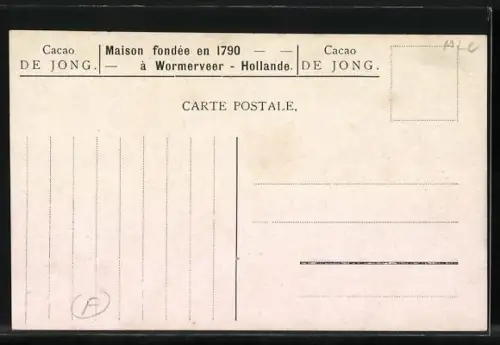 Cacao
DE JONG.
Maison fondée en 1790 — —
— à Wormerveer - Hollande.
Cacao
DE JONG.
CARTE POSTALE.
F